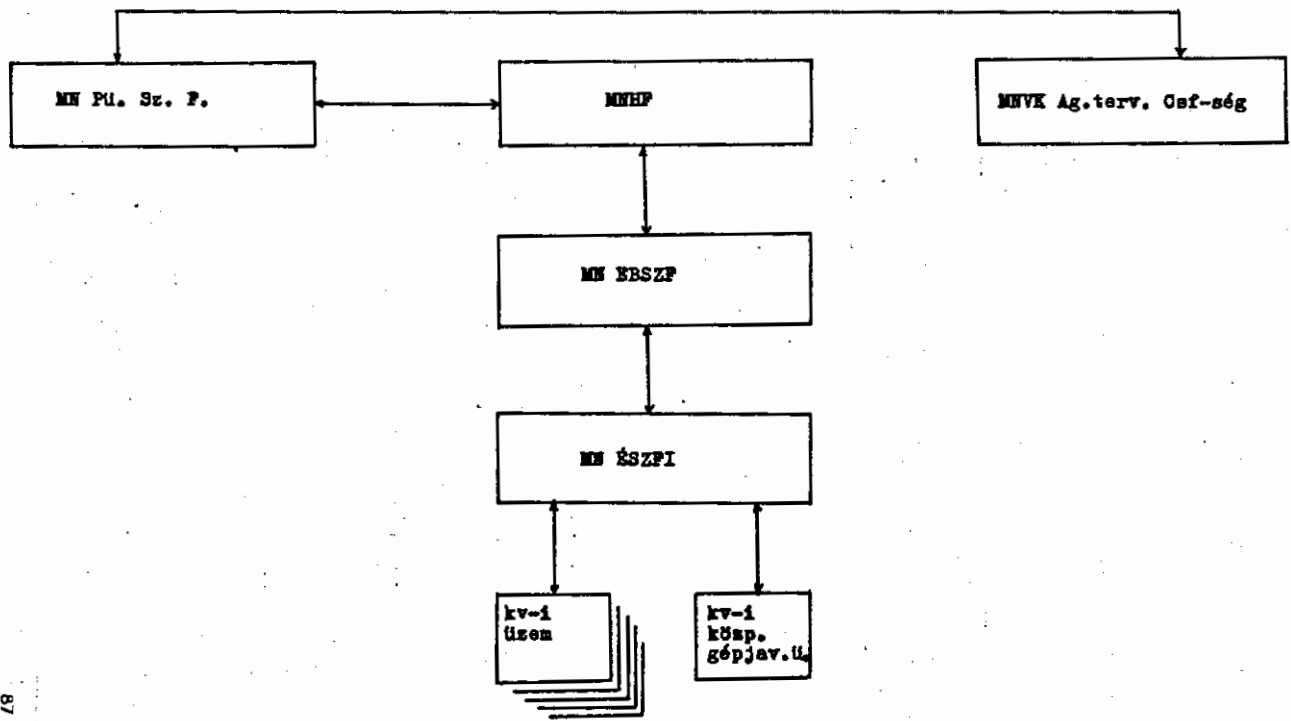 MN Pü. Sz. F.
MNHF
MNVK Ag.terv. Csf-ség
MN EBSZF
MN ÉSZFI
kv-i
üzem
kv-i
közp.
gépjav.ü.
87